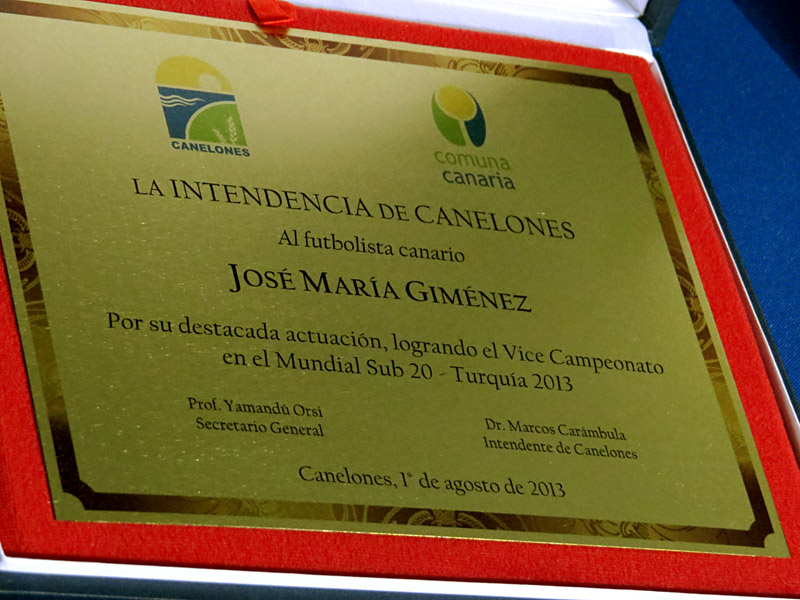 CANELONES
comuna
canaria
LA INTENDENCIA DE CANELONES
Al futbolista canario
JOSÉ MARÍA GIMÉNEZ
Por su destacada actuación, logrando el Vice Campeonato
en el Mundial Sub 20 - Turquía 2013
Prof. Yamandú Orsi
Secretario General
Dr. Marcos Carámbula
Intendente de Canelones
Canelones, 1° de agosto de 2013